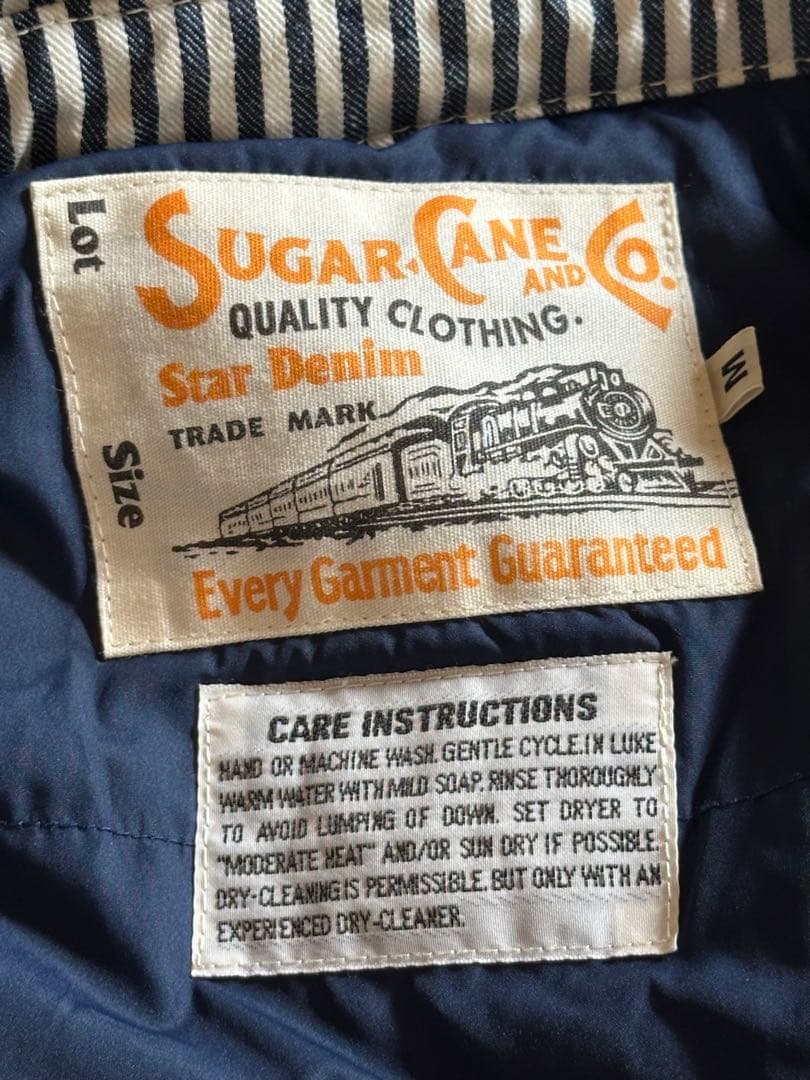 Lot
SUGAR CANE AND CO.
QUALITY CLOTHING.
Star Denim
TRADE MARK
Size
Every Garment Guaranteed
M
CARE INSTRUCTIONS
HAND OR MACHINE WASH. GENTLE CYCLE.IN LUKE
WARM WATER WITH MILD SOAP. RINSE THOROUGHLY
TO AVOID LUMPING OF DOWN. SET DRYER TO
"MODERATE HEAT" AND/OR SUN DRY IF POSSIBLE.
DRY-CLEANING IS PERMISSIBLE. BUT ONLY WITH AN
EXPERIENCED DRY-CLEANER.